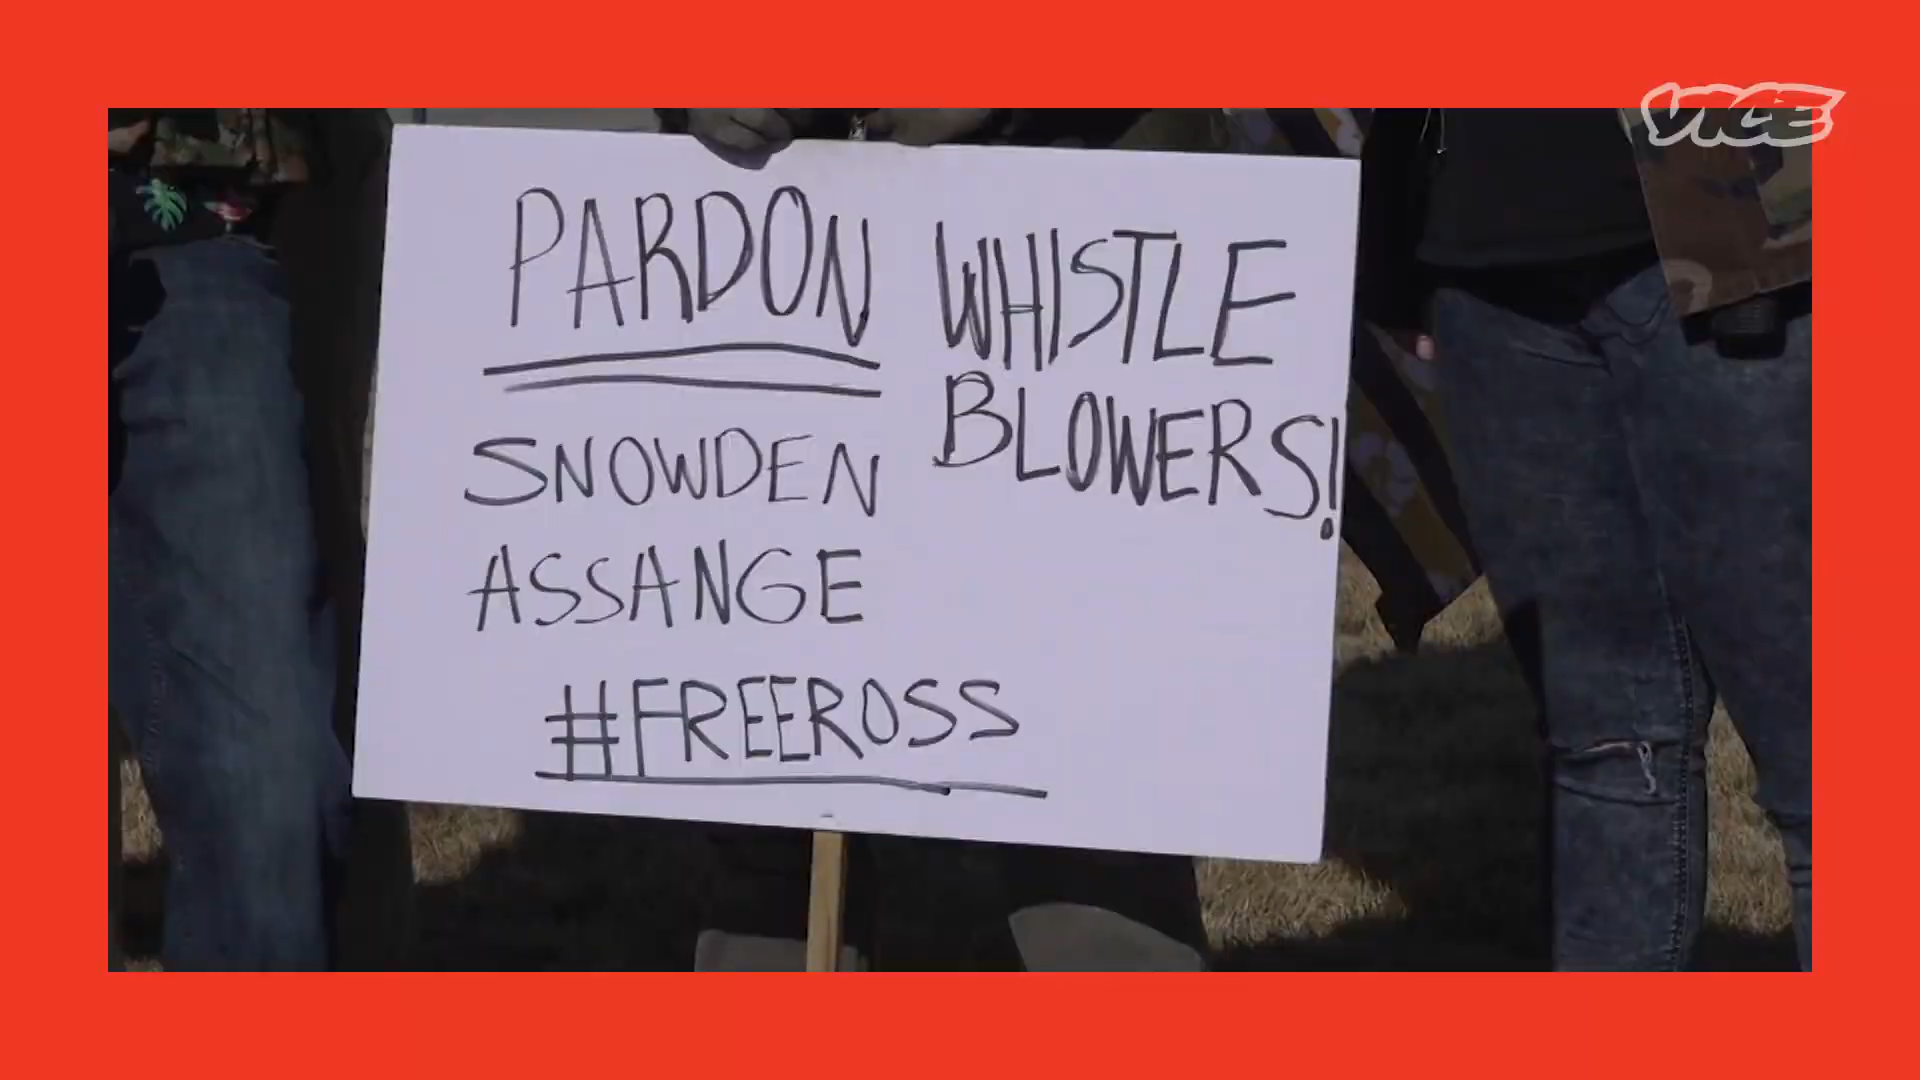 VICE
PARDON WHISTLE
BLOWERS!
SNOWDEN
ASSANGE
#FREEROSS